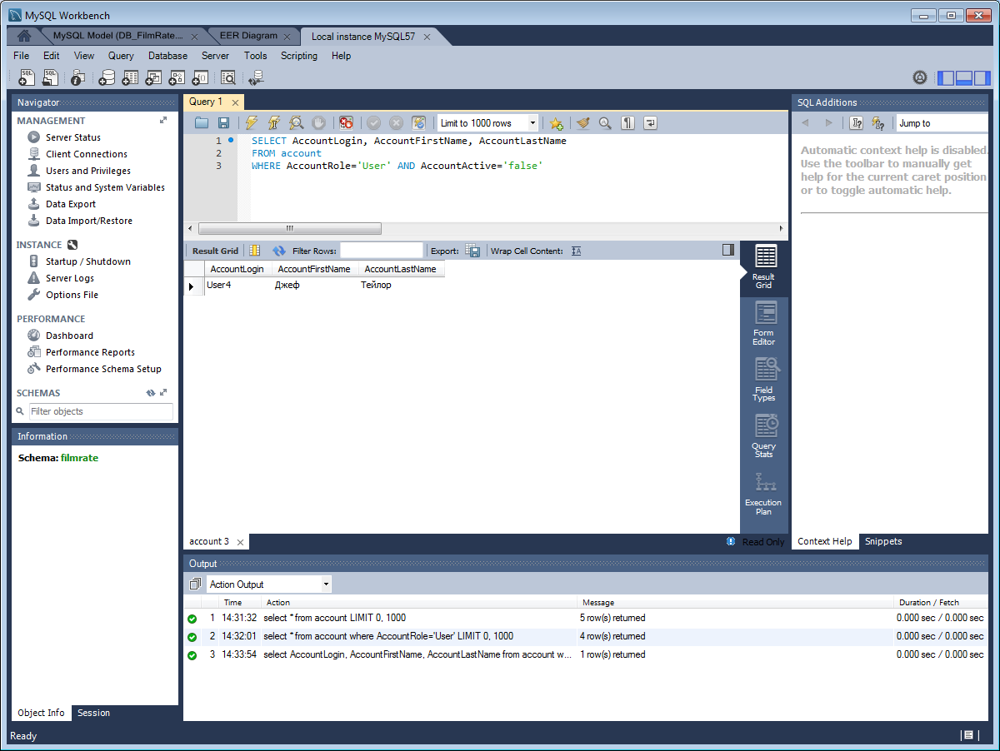 MySQL Workbench
MySQL Model (DB_FilmRate.... EER Diagram Local instance MySQL57
File Edit View Query Database Server Tools Scripting Help
Navigator
MANAGEMENT
Server Status
Client Connections
Users and Privileges
Status and System Variables
Data Export
Data Import/Restore
INSTANCE
Startup / Shutdown
Server Logs
Options File
PERFORMANCE
Dashboard
Performance Reports
Performance Schema Setup
SCHEMAS
Filter objects
Information
Schema: filmrate
Object Info Session
Query 1
Limit to 1000 rows
1 SELECT AccountLogin, AccountFirstName, AccountLastName
2 FROM account
3 WHERE AccountRole='User' AND AccountActive='false'
Result Grid Filter Rows: Export: Wrap Cell Content:
AccountLogin AccountFirstName AccountLastName
User4 Джеф Тейлор
Result
Grid
Form
Editor
Field
Types
Query
Stats
Execution
Plan
account 3 Read Only
SQL Additions
Jump to
Automatic context help is disabled.
Use the toolbar to manually get
help for the current caret position
or to toggle automatic help.
Context Help Snippets
Output
Action Output
Time Action Message Duration / Fetch
1 14:31:32 select * from account LIMIT 0, 1000 5 row(s) returned 0.000 sec / 0.000 sec
2 14:32:01 select * from account where AccountRole='User' LIMIT 0, 1000 4 row(s) returned 0.000 sec / 0.000 sec
3 14:33:54 select AccountLogin, AccountFirstName, AccountLastName from account w... 1 row(s) returned 0.000 sec / 0.000 sec
Ready